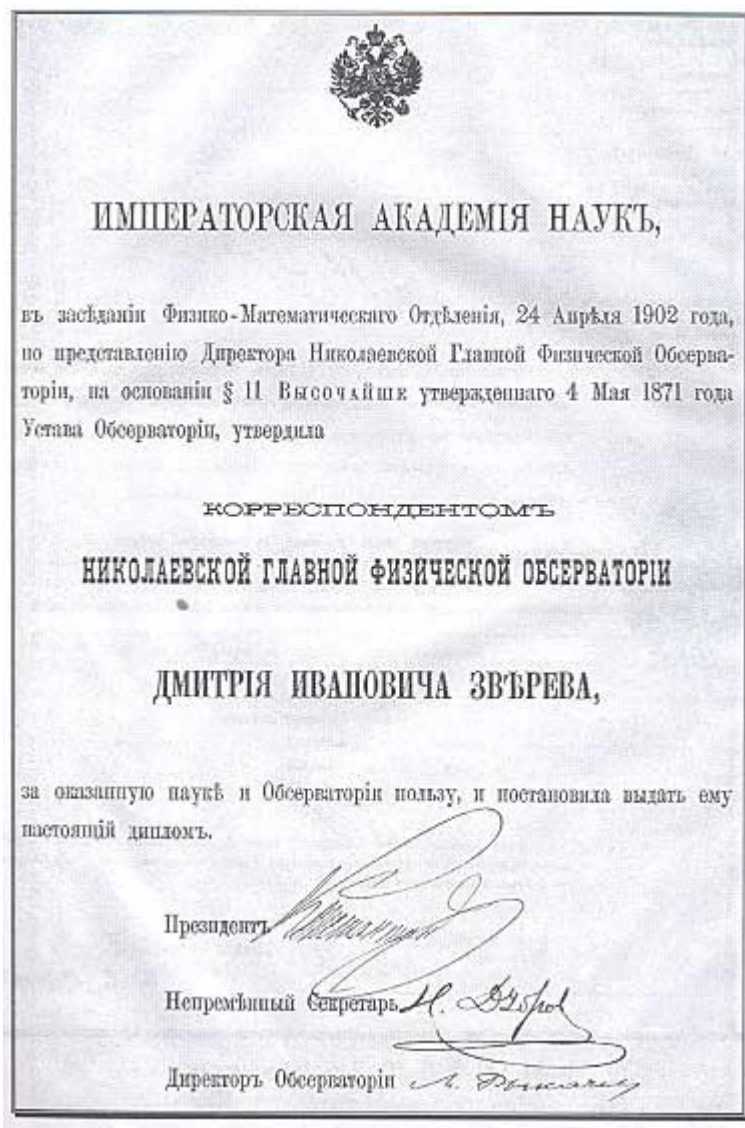 ИМПЕРАТОРСКАЯ АКАДЕМІЯ НАУКЪ,
въ засѣданіи Физико-Математическаго Отдѣленія, 24 Апрѣля 1902 года,
по представленію Директора Николаевской Главной Физической Обсерва-
торіи, на основаніи § 11 Высочайше утвержденнаго 4 Мая 1871 года
Устава Обсерваторіи, утвердила
КОРРЕСПОНДЕНТОМЪ
НИКОЛАЕВСКОЙ ГЛАВНОЙ ФИЗИЧЕСКОЙ ОБСЕРВАТОРІИ
ДМИТРІЯ ИВАНОВИЧА ЗВѢРЕВА,
за оказанную наукѣ и Обсерваторіи пользу, и постановила выдать ему
настоящій дипломъ.
Президентъ
Непремѣнный Секретарь Н.
Директоръ Обсерваторіи